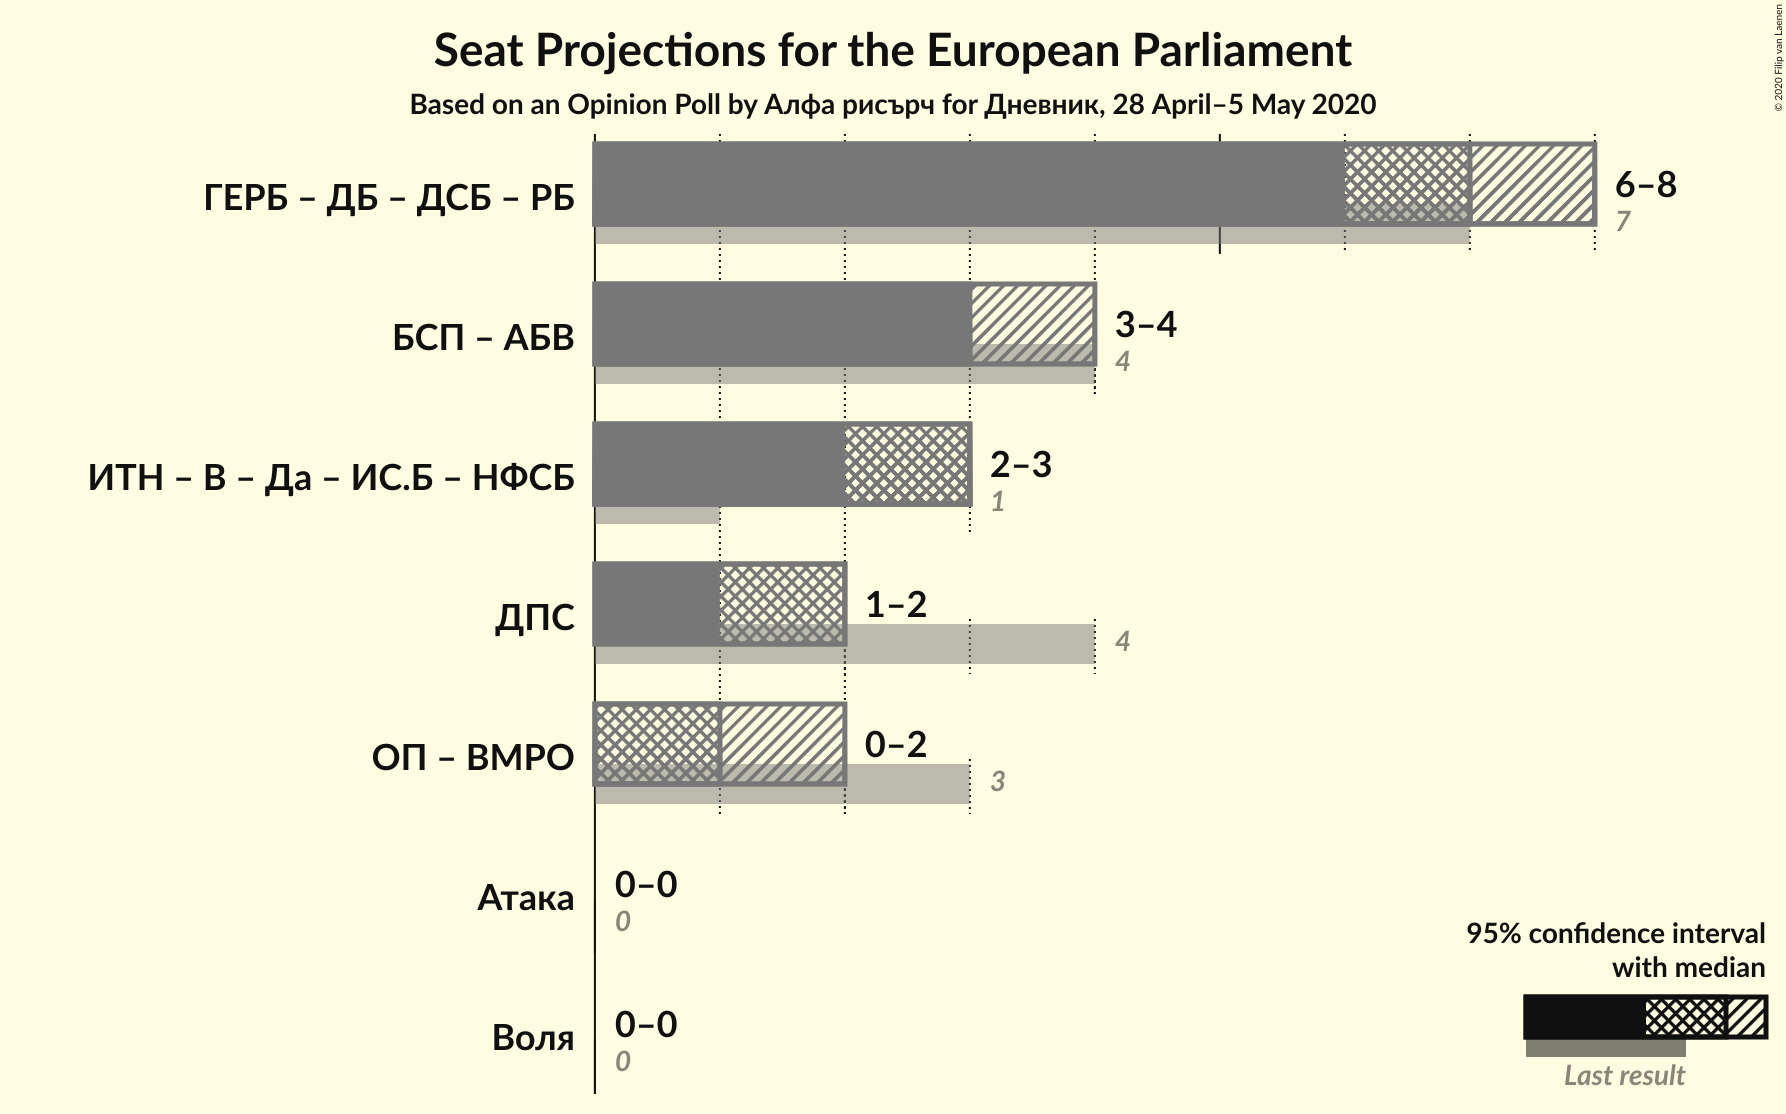 Seat Projections for the European Parliament
Based on an Opinion Poll by Алфа рисърч for Дневник, 28 April–5 May 2020
© 2020 Filip van Laenen
ГЕРБ – ДБ – ДСБ – РБ
6–8
7
БСП – АБВ
3–4
4
ИТН – В – Да – ИС.Б – НФСБ
2–3
1
ДПС
1–2
4
ОП – ВМРО
0–2
3
Атака
0–0
0
Воля
0–0
0
95% confidence interval
with median
Last result